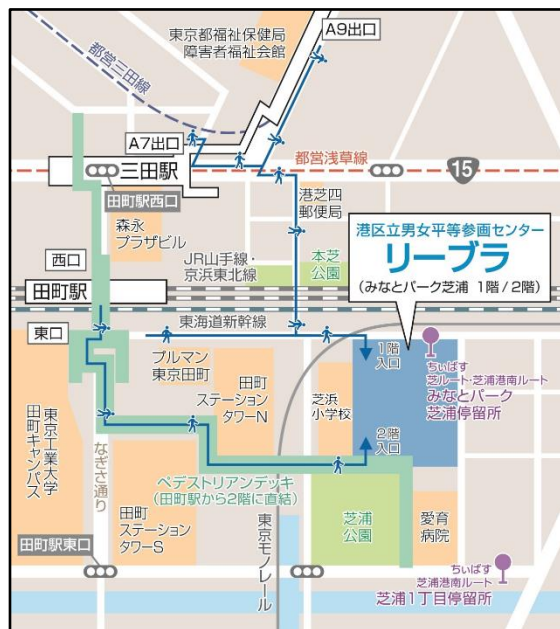 東京都福祉保健局
障害者福祉会館
A9出口
都営三田線
A7出口
三田駅
都営浅草線
15
田町駅西口
森永
プラザビル
港芝四
郵便局
港区立男女平等参画センター
リーブラ
(みなとパーク芝浦 1階/2階)
西口
JR山手線・
京浜東北線
本芝
公園
田町駅
東海道新幹線
東口
プルマン
東京田町
田町
ステーション
タワーN
芝浜
小学校
1階
入口
ちぃばす
芝ルート・芝浦港南ルート
みなとパーク
芝浦停留所
2階
入口
東京工業大学
田町キャンパス
なぎさ通り
ペデストリアンデッキ
(田町駅から2階に直結)
田町
ステーション
タワーS
東京モノレール
芝浦
公園
愛育
病院
田町駅東口
ちぃばす
芝浦港南ルート
芝浦1丁目停留所